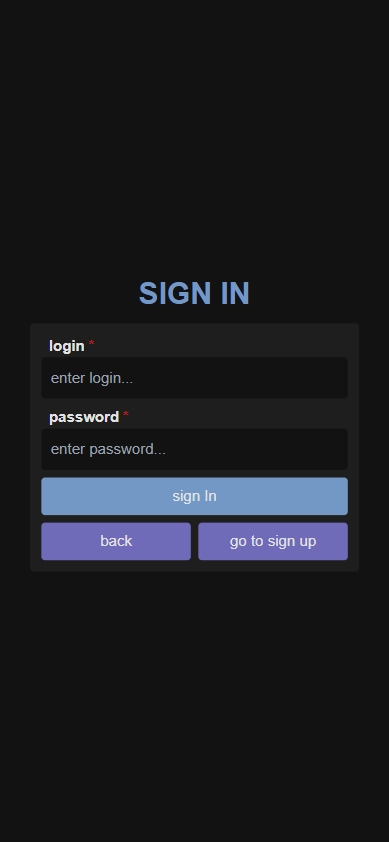 SIGN IN
login *
enter login...
password *
enter password...
sign In
back
go to sign up